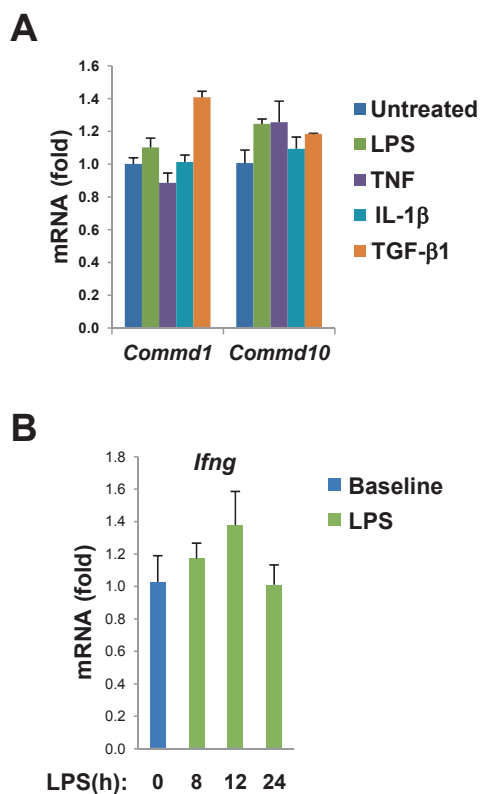 A
mRNA (fold)
1.6
1.4
1.2
1.0
0.8
0.6
0.4
0.2
0.0
Commd1 Commd10
Untreated
LPS
TNF
IL-1β
TGF-β1
B
Ifng
mRNA (fold)
1.8
1.6
1.4
1.2
1.0
0.8
0.6
0.4
0.2
0.0
LPS(h): 0 8 12 24
Baseline
LPS